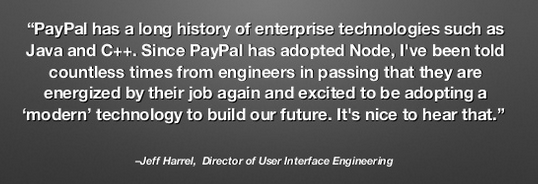 “PayPal has a long history of enterprise technologies such as
Java and C++. Since PayPal has adopted Node, I've been told
countless times from engineers in passing that they are
energized by their job again and excited to be adopting a
‘modern’ technology to build our future. It's nice to hear that.”
–Jeff Harrel, Director of User Interface Engineering